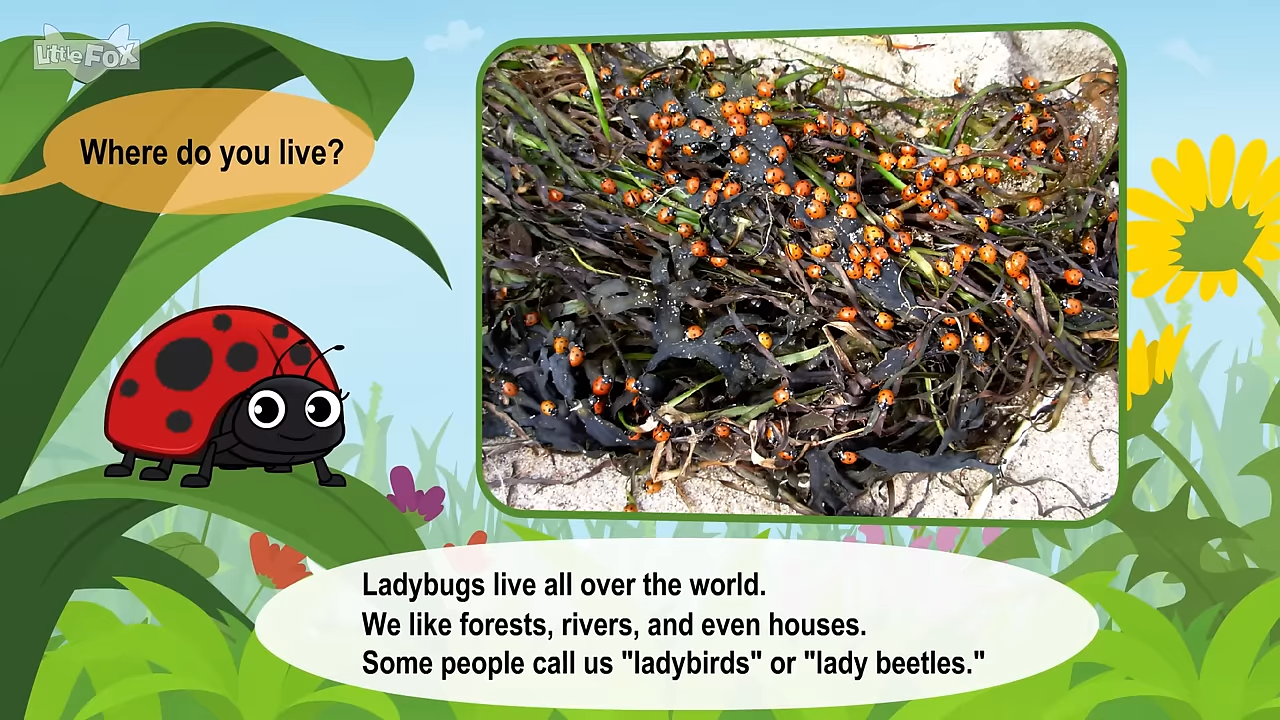 Little Fox
Where do you live?
Ladybugs live all over the world.
We like forests, rivers, and even houses.
Some people call us "ladybirds" or "lady beetles."